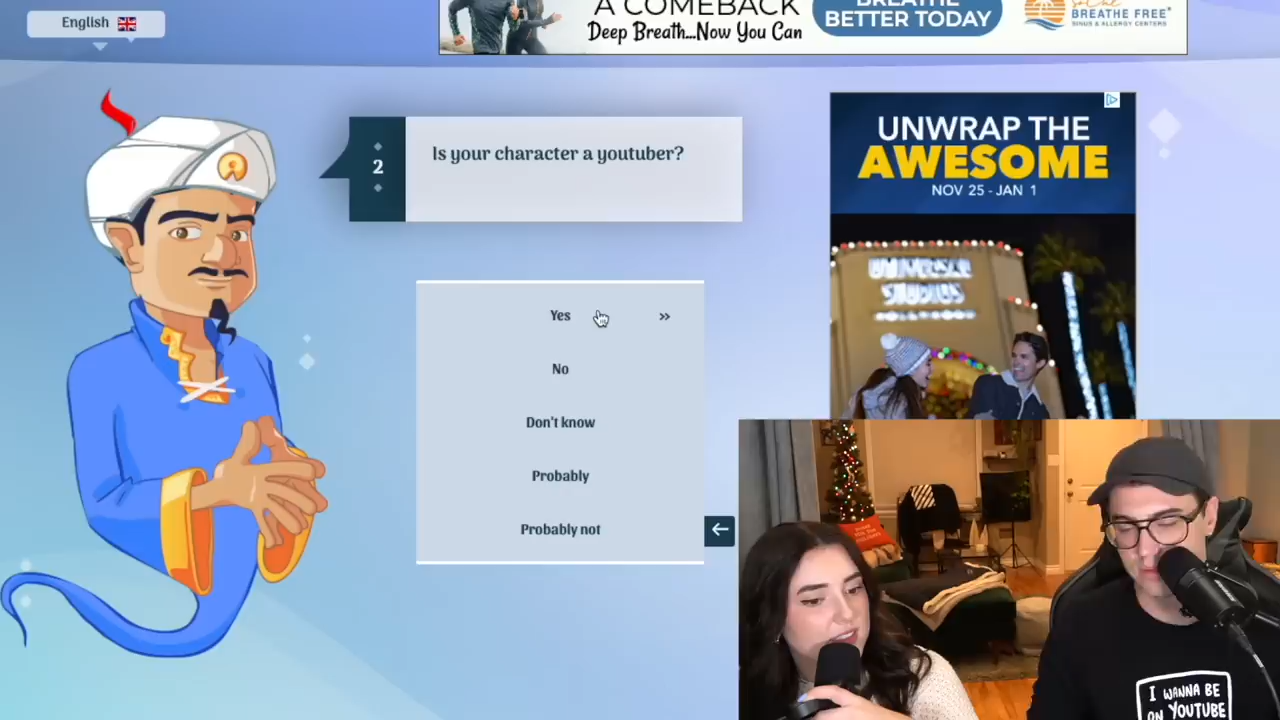 English
A COMEBACK
Deep Breath...Now You Can
BREATHE
BETTER TODAY
BREATHE FREE
SINUS & ALLERGY CENTERS
2
Is your character a youtuber?
Yes
No
Don't know
Probably
Probably not
UNWRAP THE
AWESOME
NOV 25 - JAN 1
UNIVERSAL
STUDIOS
I WANNA BE
ON YOUTUBE